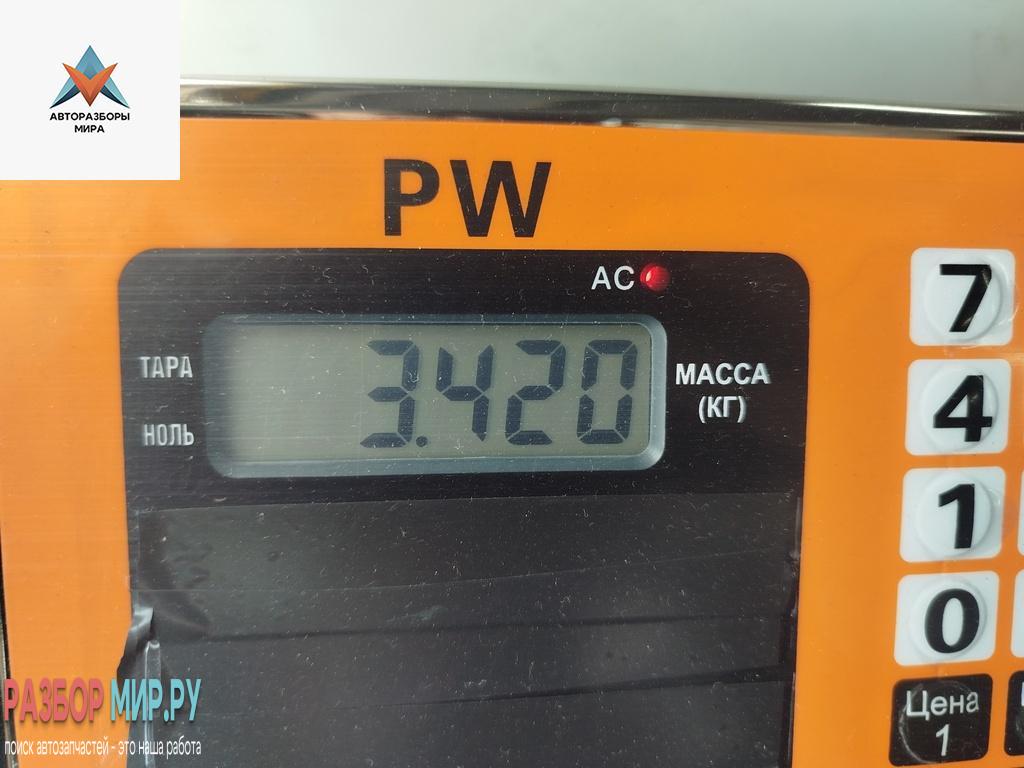 АВТОРАЗБОРЫ
МИРА
PW
AC
ТАРА
НОЛЬ
3.420
МАССА
(КГ)
7
4
1
0
Цена
1
РАЗБОР МИР.РУ
поиск автозапчастей - это наша работа